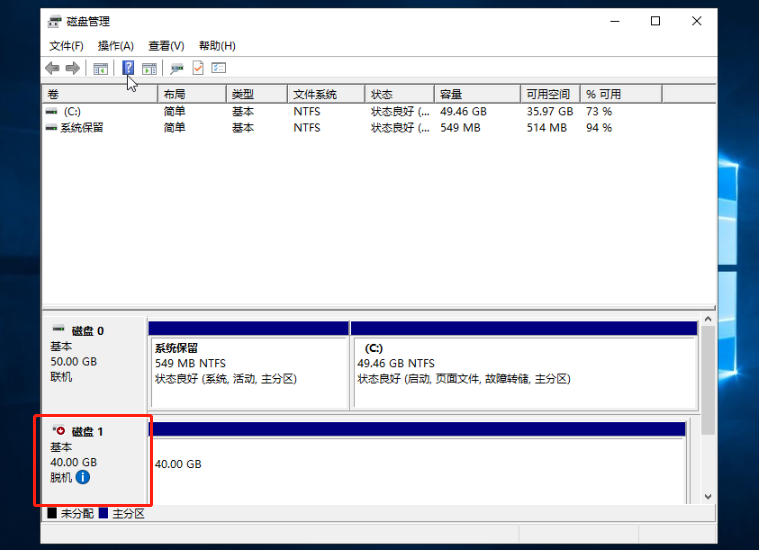 磁盘管理
文件(F) 操作(A) 查看(V) 帮助(H)
卷 布局 类型 文件系统 状态 容量 可用空间 % 可用
(C:) 简单 基本 NTFS 状态良好 (... 49.46 GB 35.97 GB 73 %
系统保留 简单 基本 NTFS 状态良好 (... 549 MB 514 MB 94 %
磁盘 0
基本
50.00 GB
联机
系统保留
549 MB NTFS
状态良好 (系统, 活动, 主分区)
(C:)
49.46 GB NTFS
状态良好 (启动, 页面文件, 故障转储, 主分区)
磁盘 1
基本
40.00 GB
脱机
40.00 GB
未分配 主分区